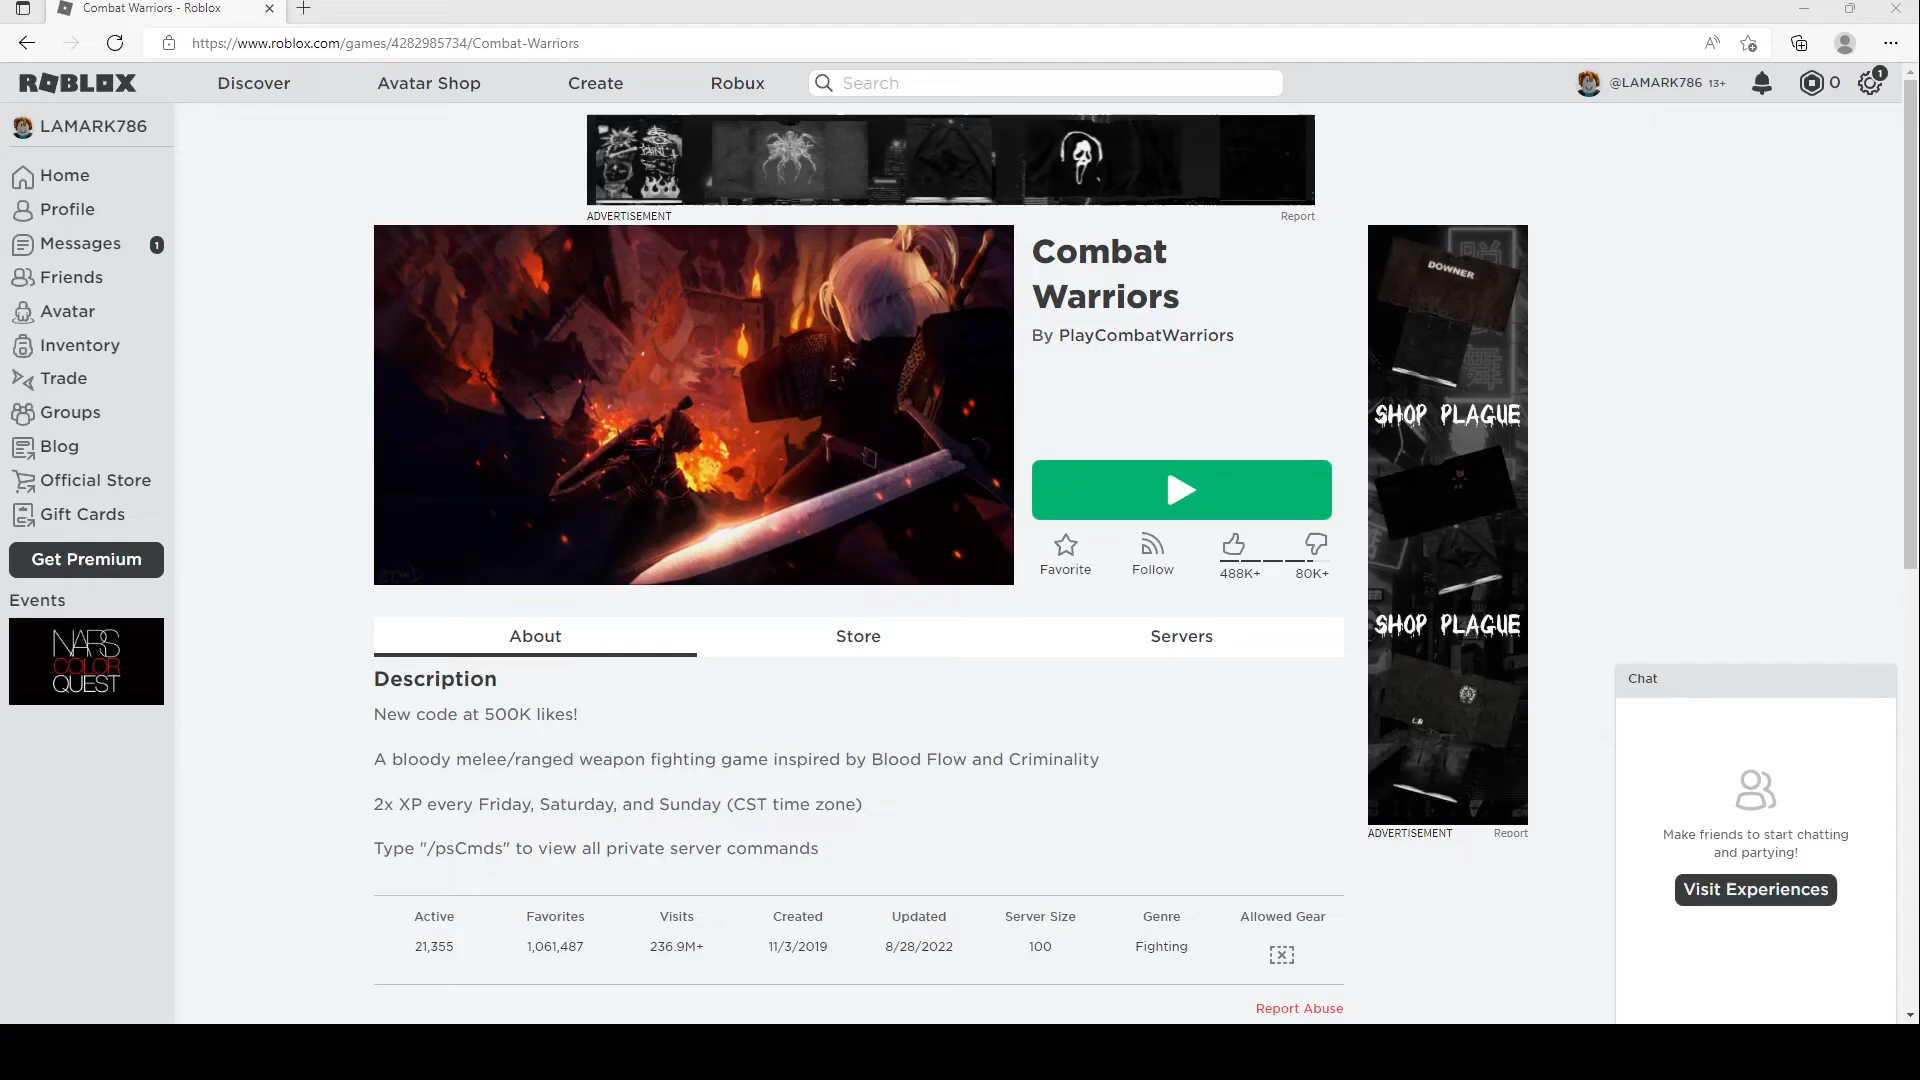 Combat Warriors - Roblox
https://www.roblox.com/games/4282985734/Combat-Warriors
ROBLOX
Discover
Avatar Shop
Create
Robux
Search
@LAMARK786 13+
0
1
LAMARK786
Home
Profile
Messages 1
Friends
Avatar
Inventory
Trade
Groups
Blog
Official Store
Gift Cards
Get Premium
Events
NARS
COLOR
QUEST
ADVERTISEMENT
Report
Combat
Warriors
By PlayCombatWarriors
Favorite
Follow
488K+
80K+
DOWNER
SHOP PLAGUE
SHOP PLAGUE
ADVERTISEMENT
Report
About
Store
Servers
Description
New code at 500K likes!
A bloody melee/ranged weapon fighting game inspired by Blood Flow and Criminality
2x XP every Friday, Saturday, and Sunday (CST time zone)
Type "/psCmds" to view all private server commands
Active Favorites Visits Created Updated Server Size Genre Allowed Gear
21,355 1,061,487 236.9M+ 11/3/2019 8/28/2022 100 Fighting
Report Abuse
Chat
Make friends to start chatting
and partying!
Visit Experiences